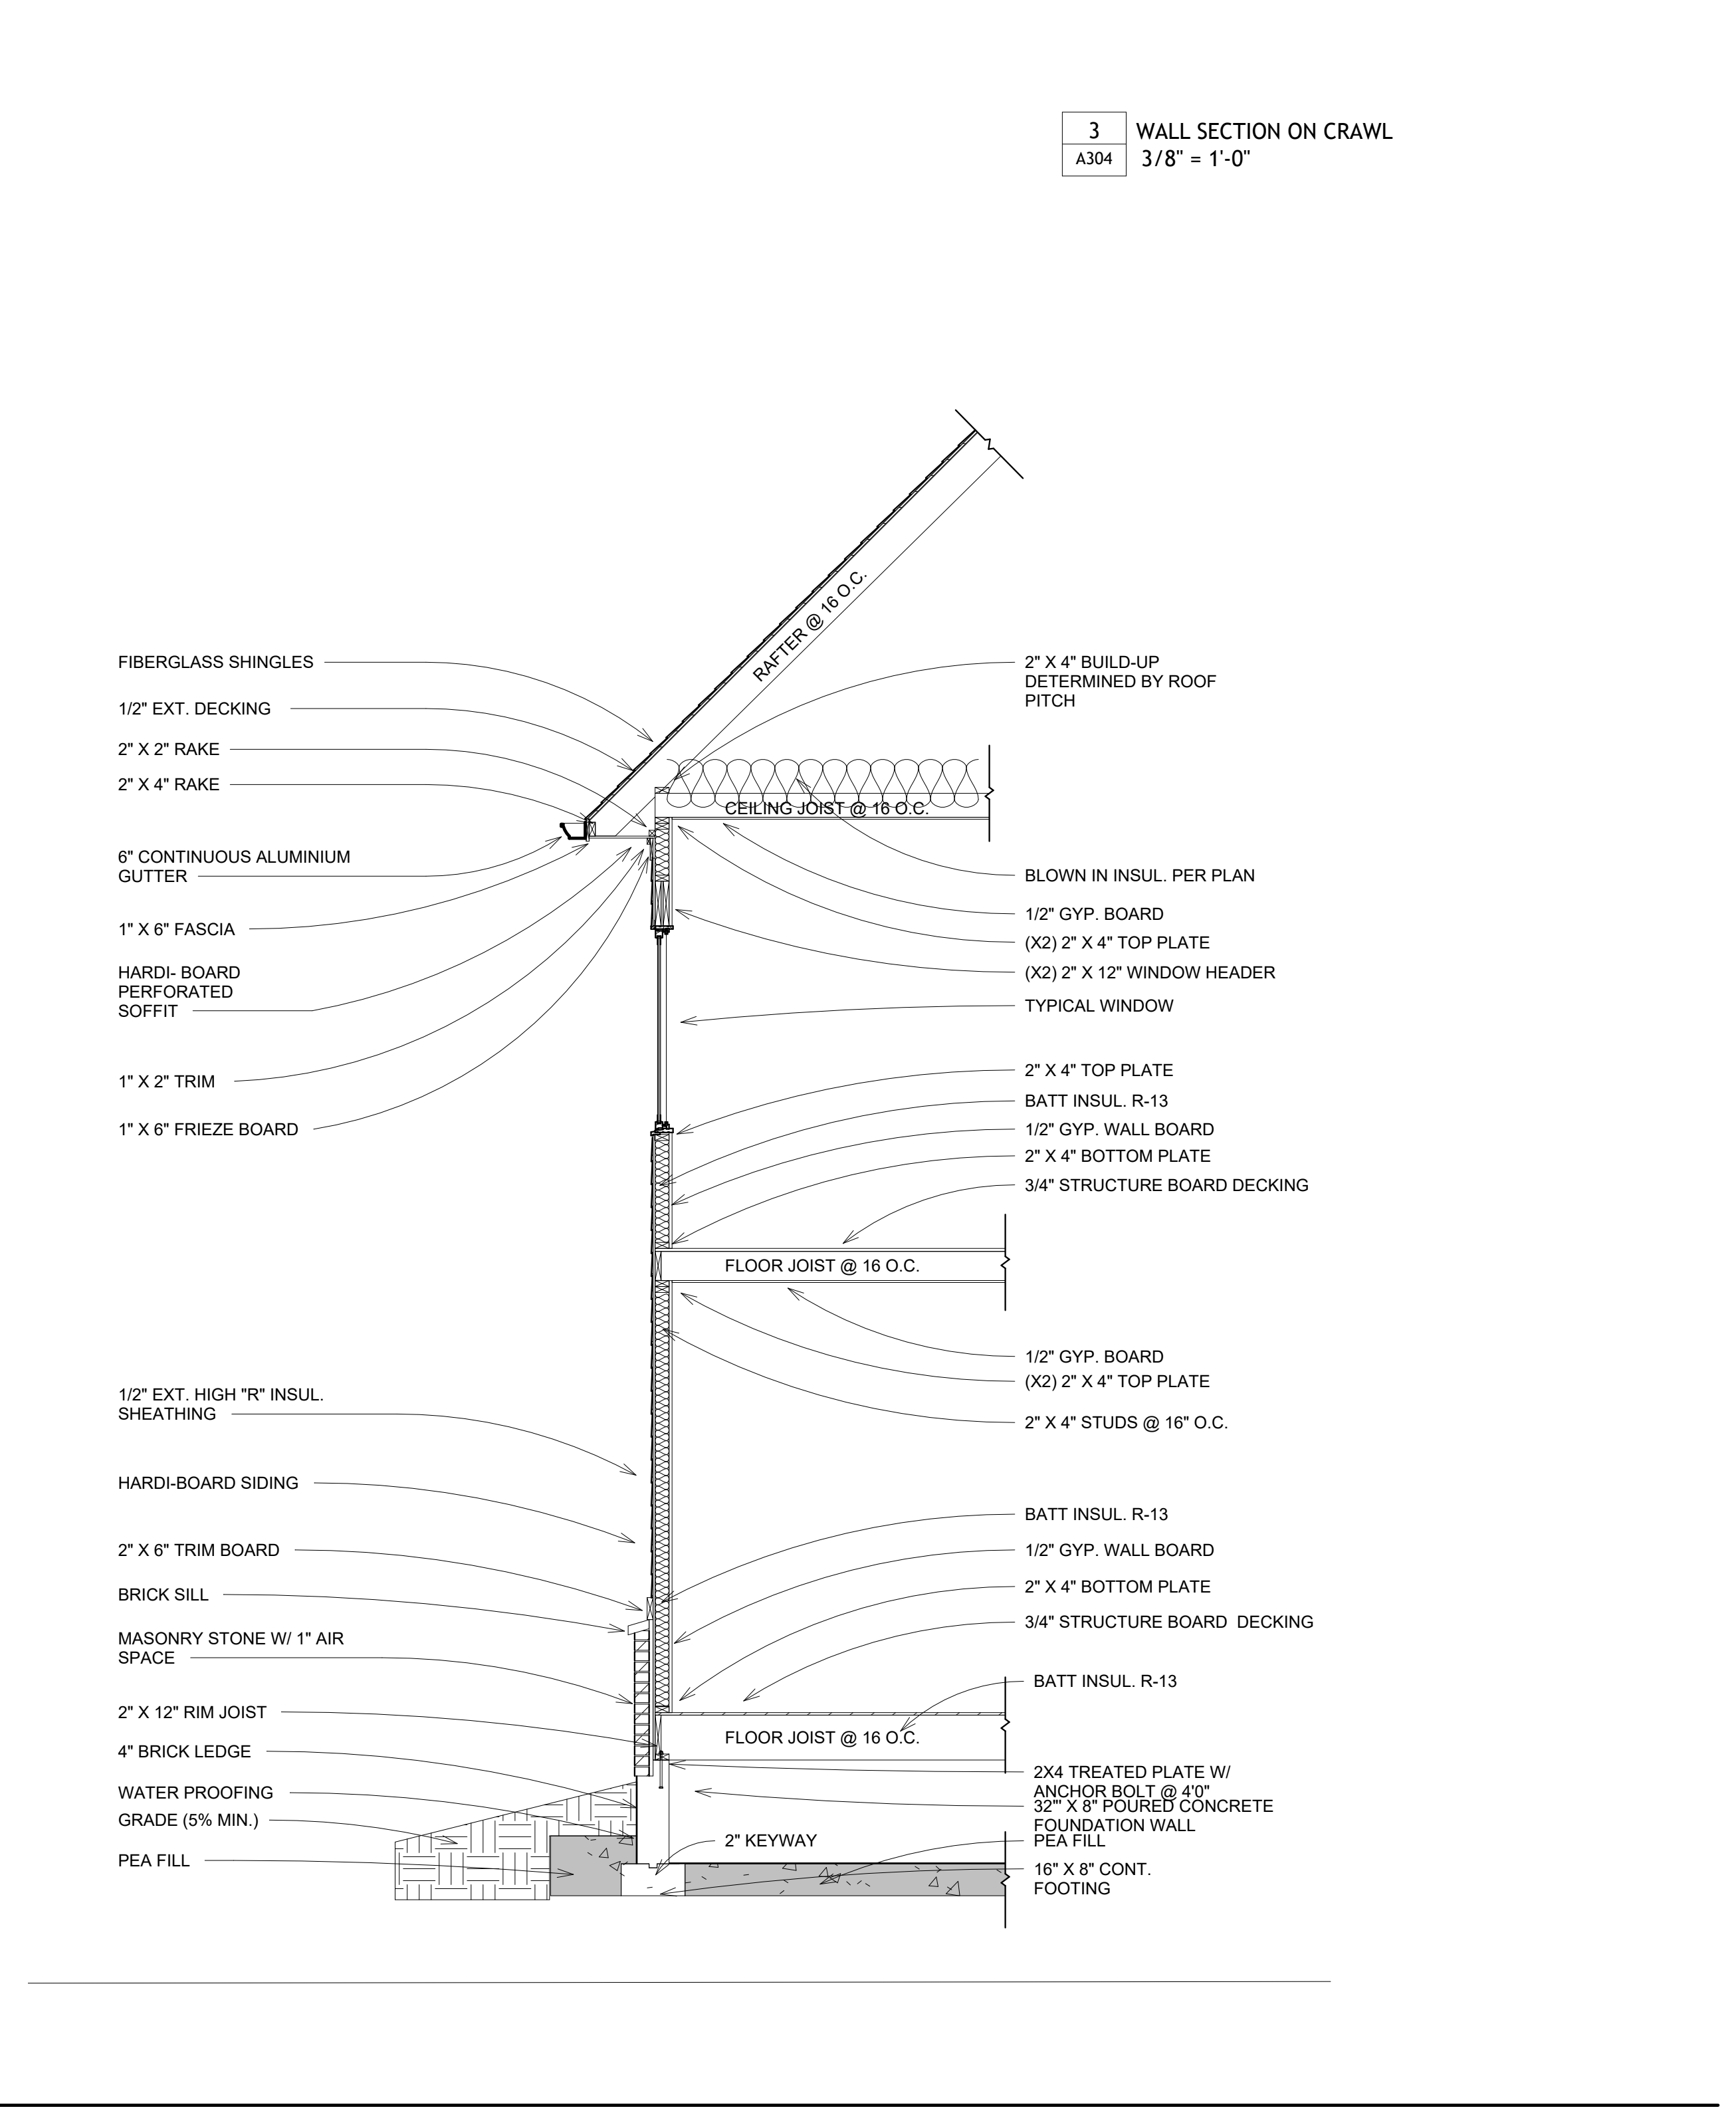 3
WALL SECTION ON CRAWL
A304
3/8" = 1'-0"
RAFTER @ 16 O.C.
FIBERGLASS SHINGLES
1/2" EXT. DECKING
2" X 2" RAKE
2" X 4" RAKE
6" CONTINUOUS ALUMINIUM
GUTTER
1" X 6" FASCIA
HARDI- BOARD
PERFORATED
SOFFIT
1" X 2" TRIM
1" X 6" FRIEZE BOARD
2" X 4" BUILD-UP
DETERMINED BY ROOF
PITCH
CEILING JOIST @ 16 O.C.
BLOWN IN INSUL. PER PLAN
1/2" GYP. BOARD
(X2) 2" X 4" TOP PLATE
(X2) 2" X 12" WINDOW HEADER
TYPICAL WINDOW
2" X 4" TOP PLATE
BATT INSUL. R-13
1/2" GYP. WALL BOARD
2" X 4" BOTTOM PLATE
3/4" STRUCTURE BOARD DECKING
FLOOR JOIST @ 16 O.C.
1/2" GYP. BOARD
(X2) 2" X 4" TOP PLATE
2" X 4" STUDS @ 16" O.C.
1/2" EXT. HIGH "R" INSUL.
SHEATHING
HARDI-BOARD SIDING
2" X 6" TRIM BOARD
BRICK SILL
MASONRY STONE W/ 1" AIR
SPACE
2" X 12" RIM JOIST
4" BRICK LEDGE
WATER PROOFING
GRADE (5% MIN.)
PEA FILL
BATT INSUL. R-13
1/2" GYP. WALL BOARD
2" X 4" BOTTOM PLATE
3/4" STRUCTURE BOARD  DECKING
BATT INSUL. R-13
FLOOR JOIST @ 16 O.C.
2X4 TREATED PLATE W/
ANCHOR BOLT @ 4'0"
32"' X 8" POURED CONCRETE
FOUNDATION WALL
2" KEYWAY
PEA FILL
16" X 8" CONT.
FOOTING